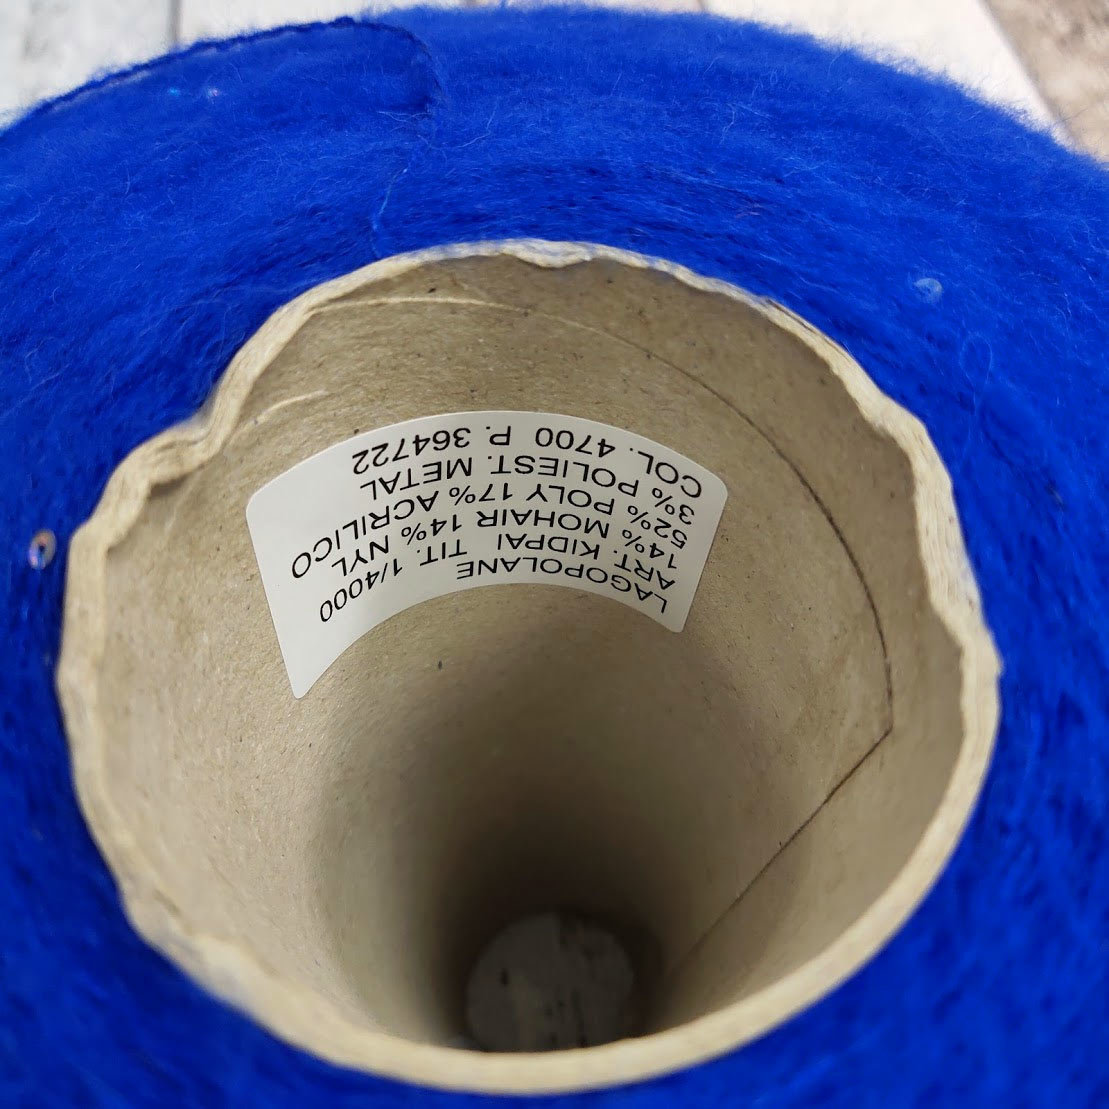 LAGOPOLANE
ART. KIDPAI TIT. 1/4000
14% MOHAIR 14% NYL
52% POLY 17% ACRILICO
3% POLIEST. METAL
COL. 4700 P. 364722